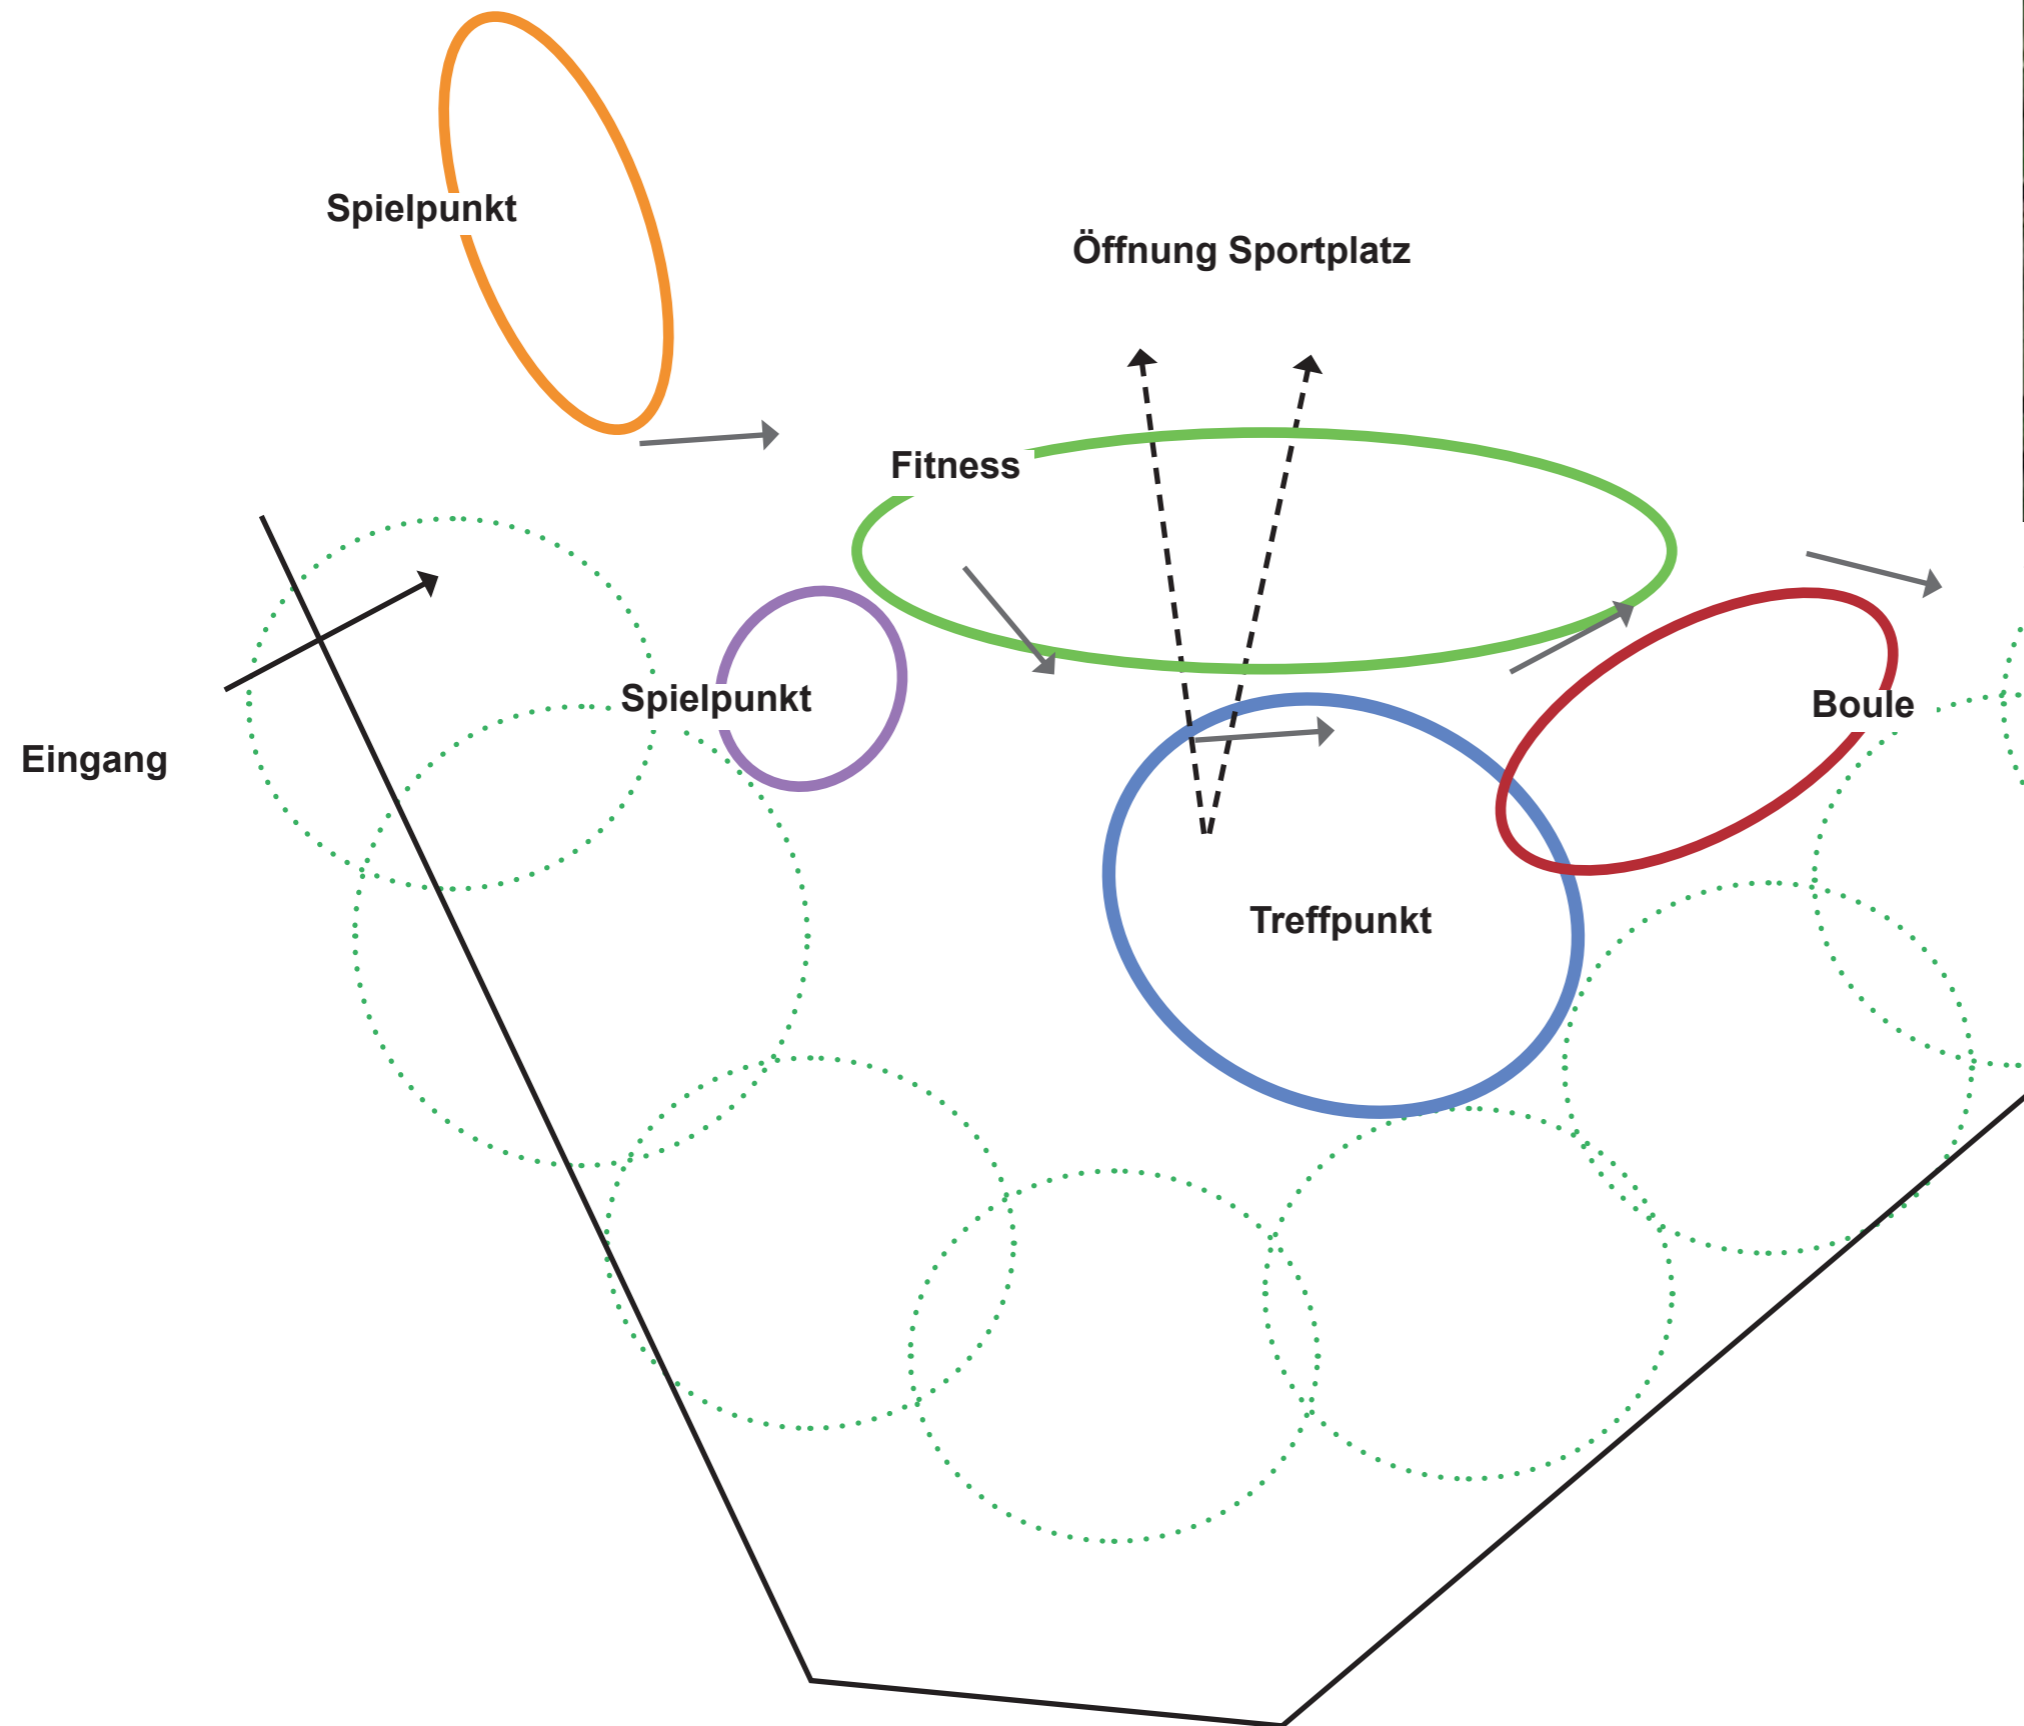 Spielpunkt
Öffnung Sportplatz
Fitness
Spielpunkt
Boule
Eingang
Treffpunkt